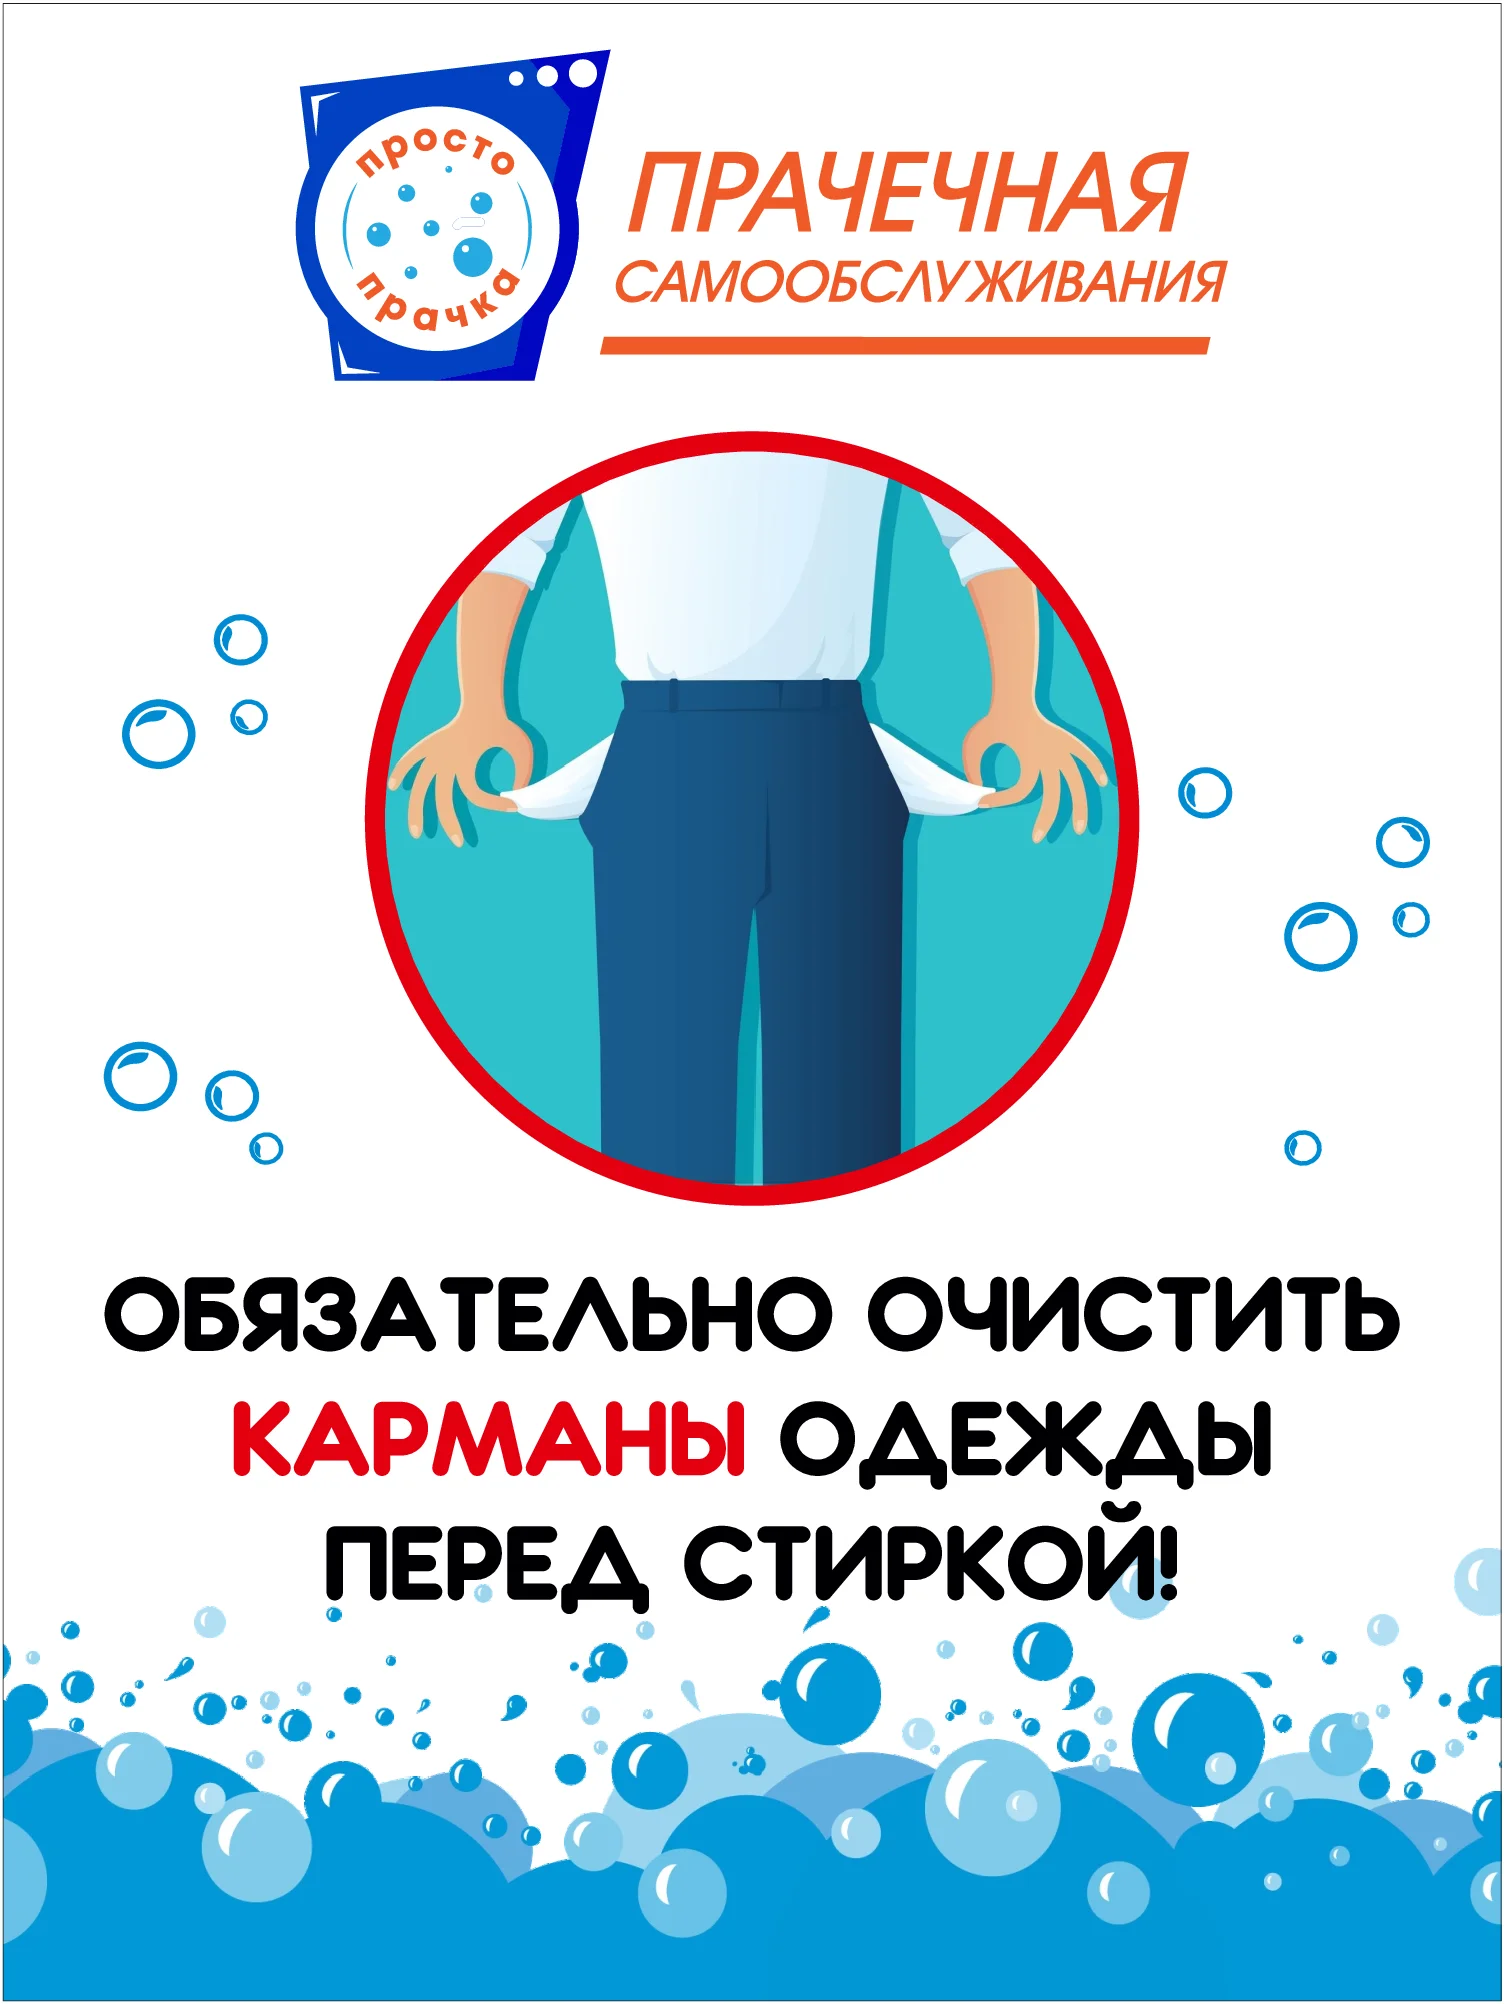 просто
прачка
ПРАЧЕЧНАЯ
САМООБСЛУЖИВАНИЯ
ОБЯЗАТЕЛЬНО ОЧИСТИТЬ
КАРМАНЫ ОДЕЖДЫ
ПЕРЕД СТИРКОЙ!